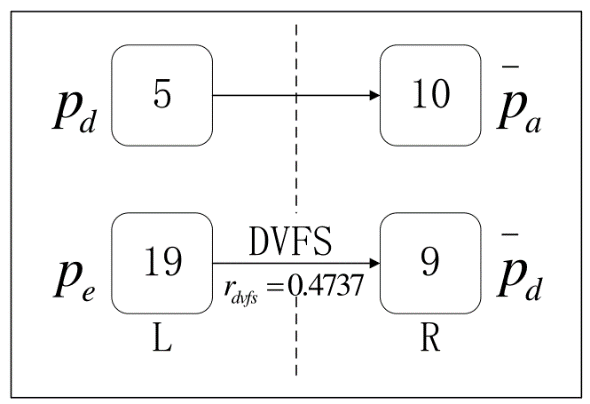 p_d 5 10 p̄_a
DVFS
p_e 19 9 p̄_d
r_dvfs = 0.4737
L R